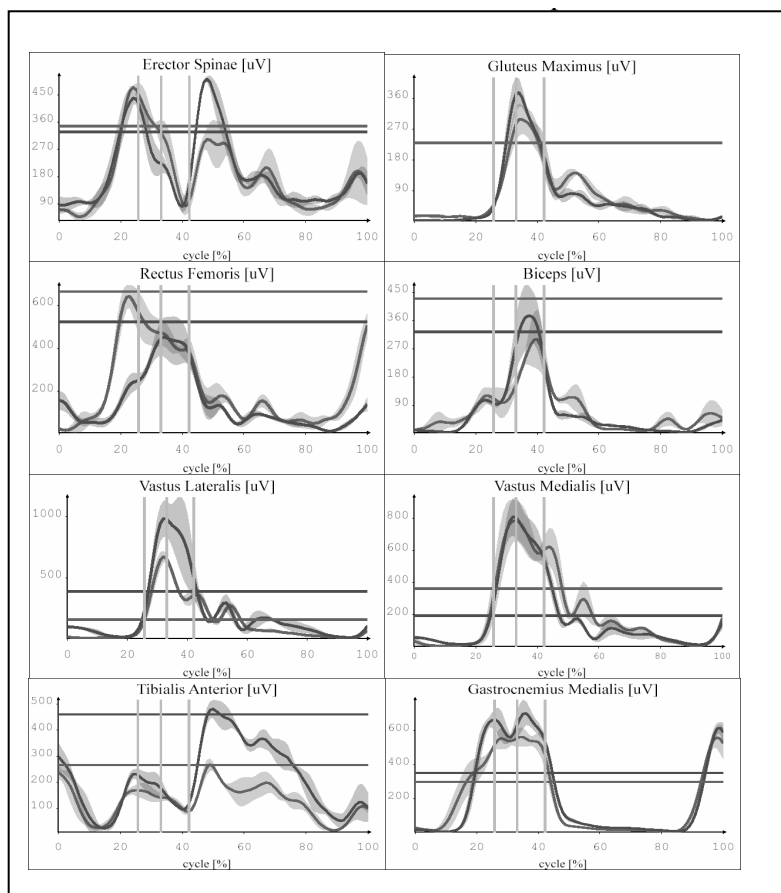 Erector Spinae [uV]
450
360
270
180
90
0 20 40 60 80 100
cycle [%]
Gluteus Maximus [uV]
360
270
180
90
0 20 40 60 80 100
cycle [%]
Rectus Femoris [uV]
600
400
200
0 20 40 60 80 100
cycle [%]
Biceps [uV]
450
360
270
180
90
0 20 40 60 80 100
cycle [%]
Vastus Lateralis [uV]
1000
500
0 20 40 60 80 100
cycle [%]
Vastus Medialis [uV]
800
600
400
200
0 20 40 60 80 100
cycle [%]
Tibialis Anterior [uV]
500
400
300
200
100
0 20 40 60 80 100
cycle [%]
Gastrocnemius Medialis [uV]
600
400
200
0 20 40 60 80 100
cycle [%]